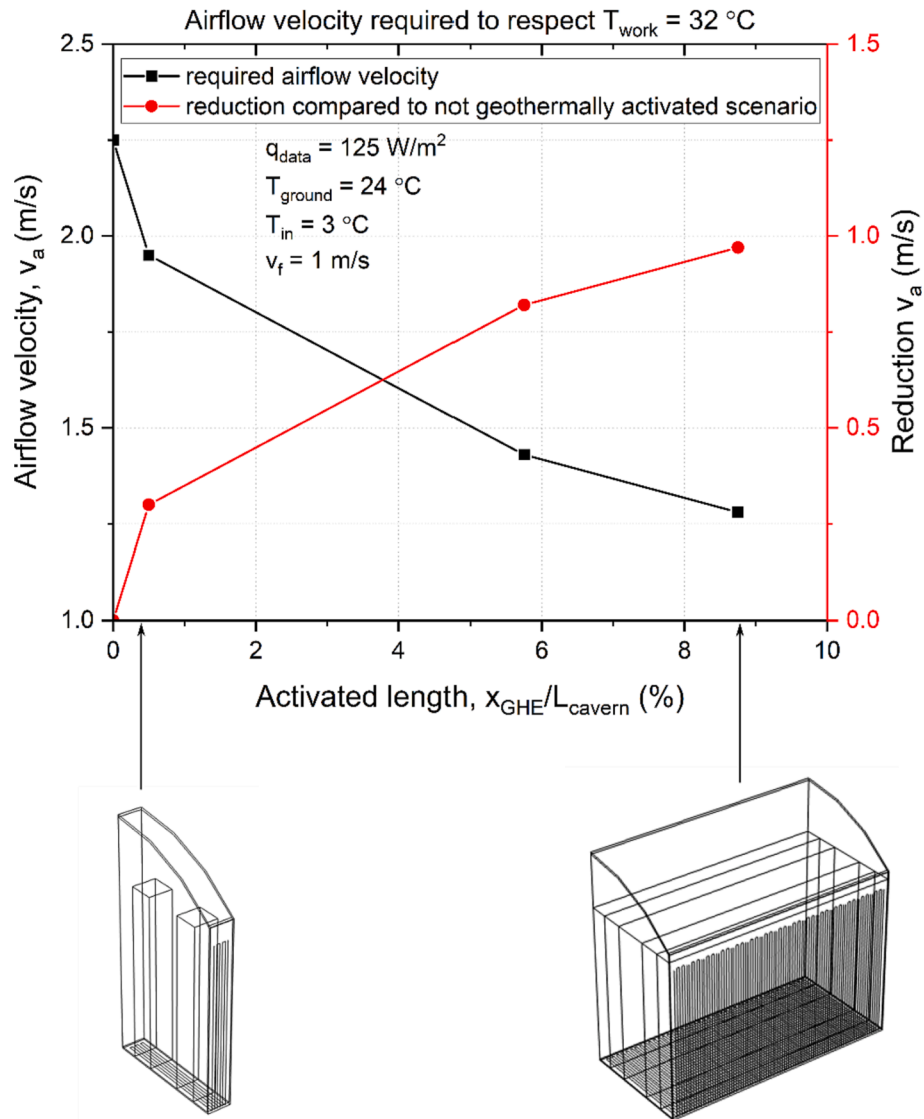 Airflow velocity required to respect T_work = 32 °C
required airflow velocity
reduction compared to not geothermally activated scenario
q_data = 125 W/m²
T_ground = 24 °C
T_in = 3 °C
v_f = 1 m/s
Airflow velocity, v_a (m/s)
2.5
2.0
1.5
1.0
Reduction v_a (m/s)
1.5
1.0
0.5
0.0
0 2 4 6 8 10
Activated length, x_GHE/L_cavern (%)